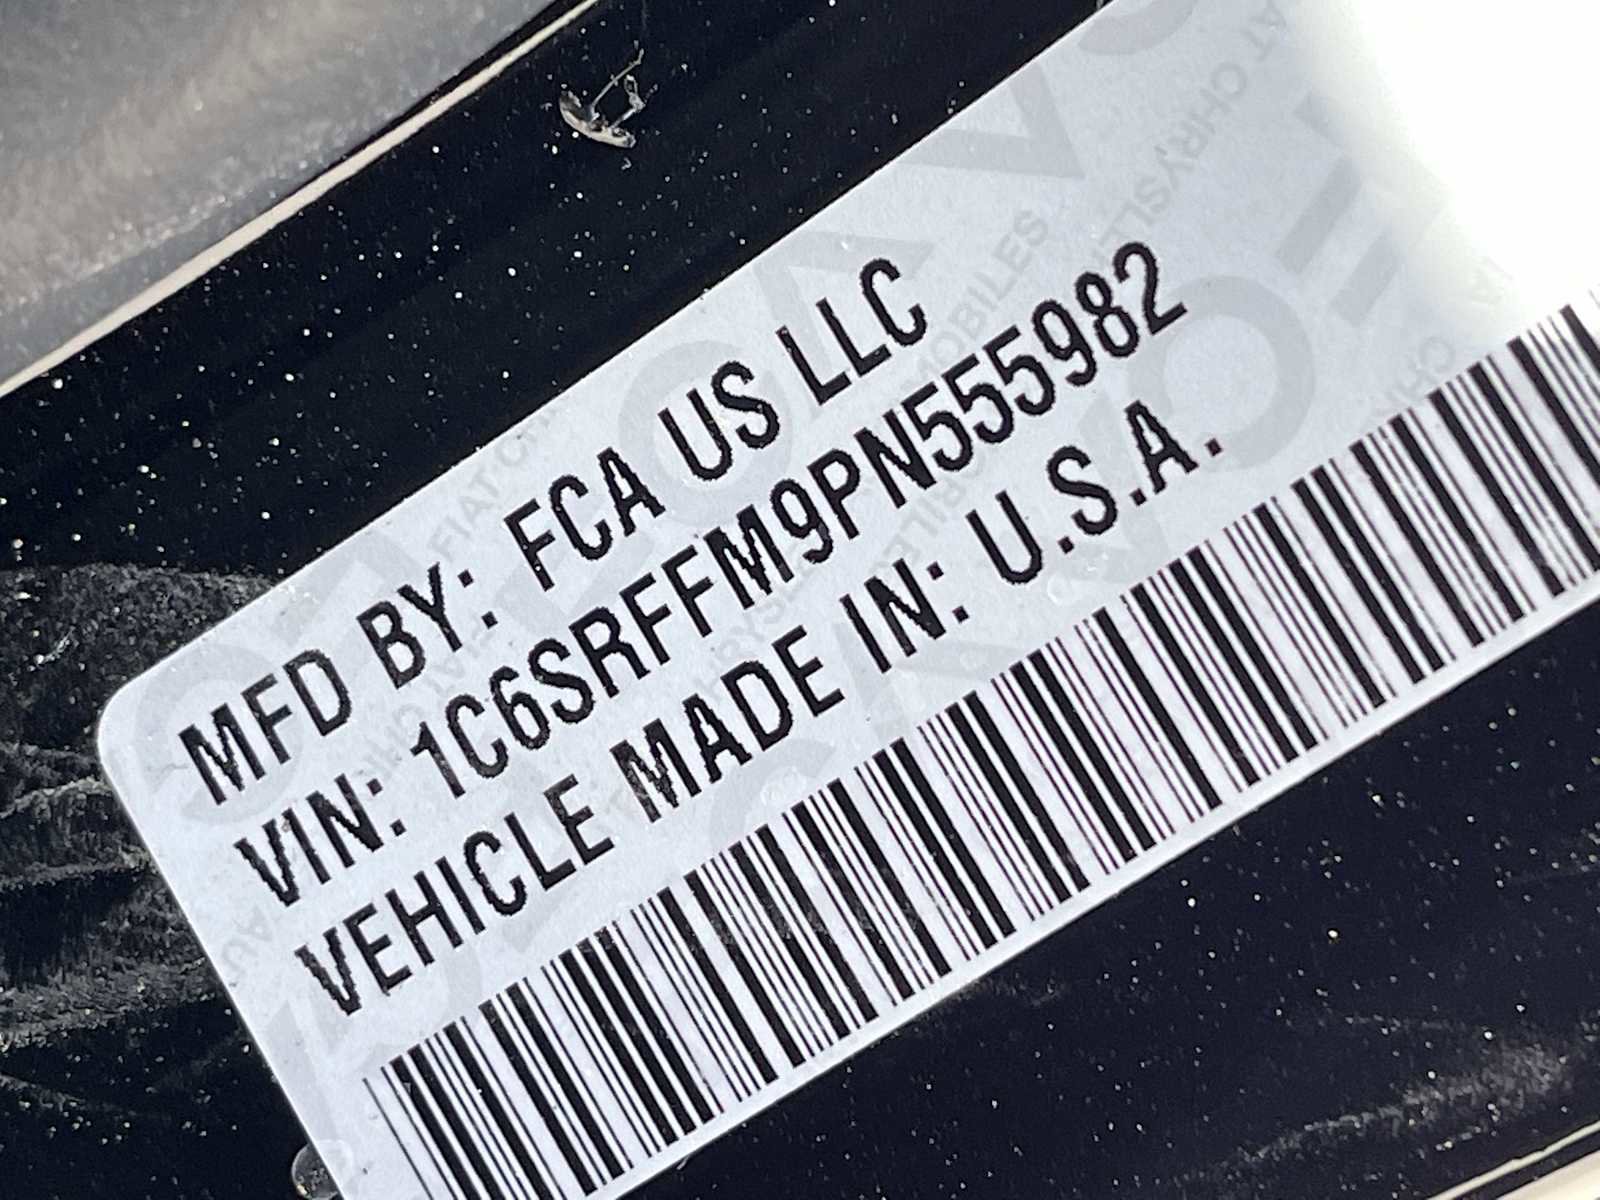 MFD BY: FCA US LLC
VIN: 1C6SRFFM9PN555982
VEHICLE MADE IN: U.S.A.